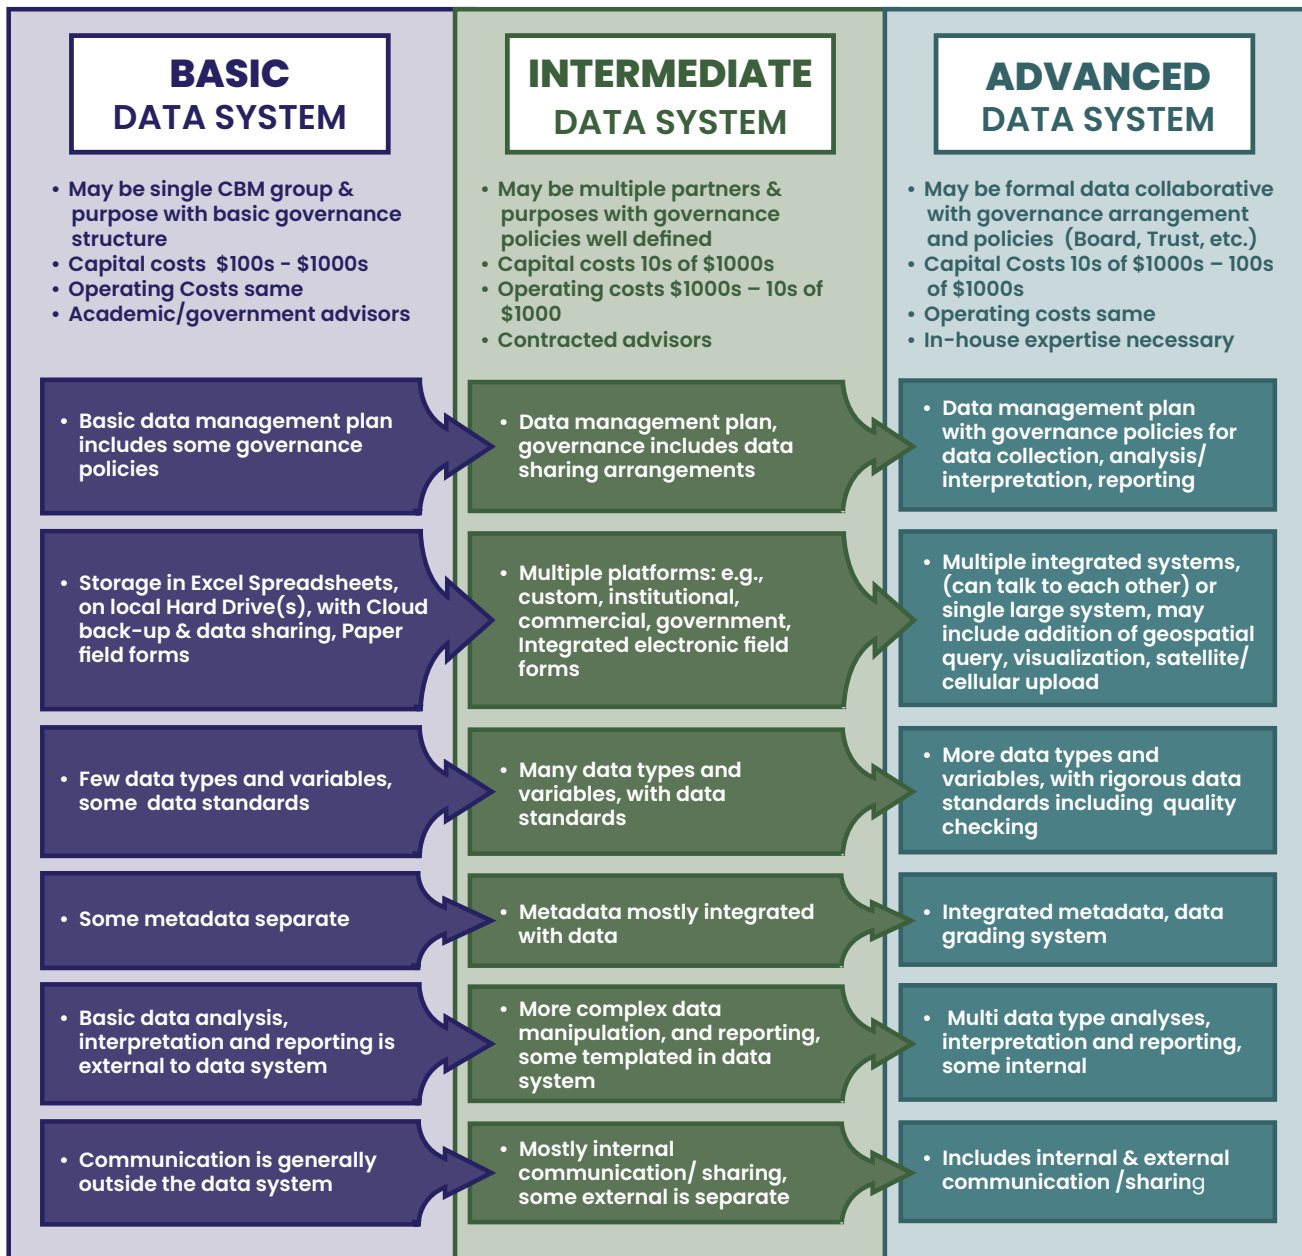 BASIC
DATA SYSTEM
• May be single CBM group &
purpose with basic governance
structure
• Capital costs  $100s - $1000s
• Operating Costs same
• Academic/government advisors
• Basic data management plan
includes some governance
policies
• Storage in Excel Spreadsheets,
on local Hard Drive(s), with Cloud
back-up & data sharing, Paper
field forms
• Few data types and variables,
some  data standards
• Some metadata separate
• Basic data analysis,
interpretation and reporting is
external to data system
• Communication is generally
outside the data system
INTERMEDIATE
DATA SYSTEM
• May be multiple partners &
purposes with governance
policies well defined
• Capital costs 10s of $1000s
• Operating costs $1000s – 10s of
$1000
• Contracted advisors
• Data management plan,
governance includes data
sharing arrangements
• Multiple platforms: e.g.,
custom, institutional,
commercial, government,
Integrated electronic field
forms
• Many data types and
variables, with data
standards
• Metadata mostly integrated
with data
• More complex data
manipulation, and reporting,
some templated in data
system
• Mostly internal
communication/ sharing,
some external is separate
ADVANCED
DATA SYSTEM
• May be formal data collaborative
with governance arrangement
and policies  (Board, Trust, etc.)
• Capital Costs 10s of $1000s – 100s
of $1000s
• Operating costs same
• In-house expertise necessary
• Data management plan
with governance policies for
data collection, analysis/
interpretation, reporting
• Multiple integrated systems,
(can talk to each other) or
single large system, may
include addition of geospatial
query, visualization, satellite/
cellular upload
• More data types and
variables, with rigorous data
standards including  quality
checking
• Integrated metadata, data
grading system
• Multi data type analyses,
interpretation and reporting,
some internal
• Includes internal & external
communication /sharing